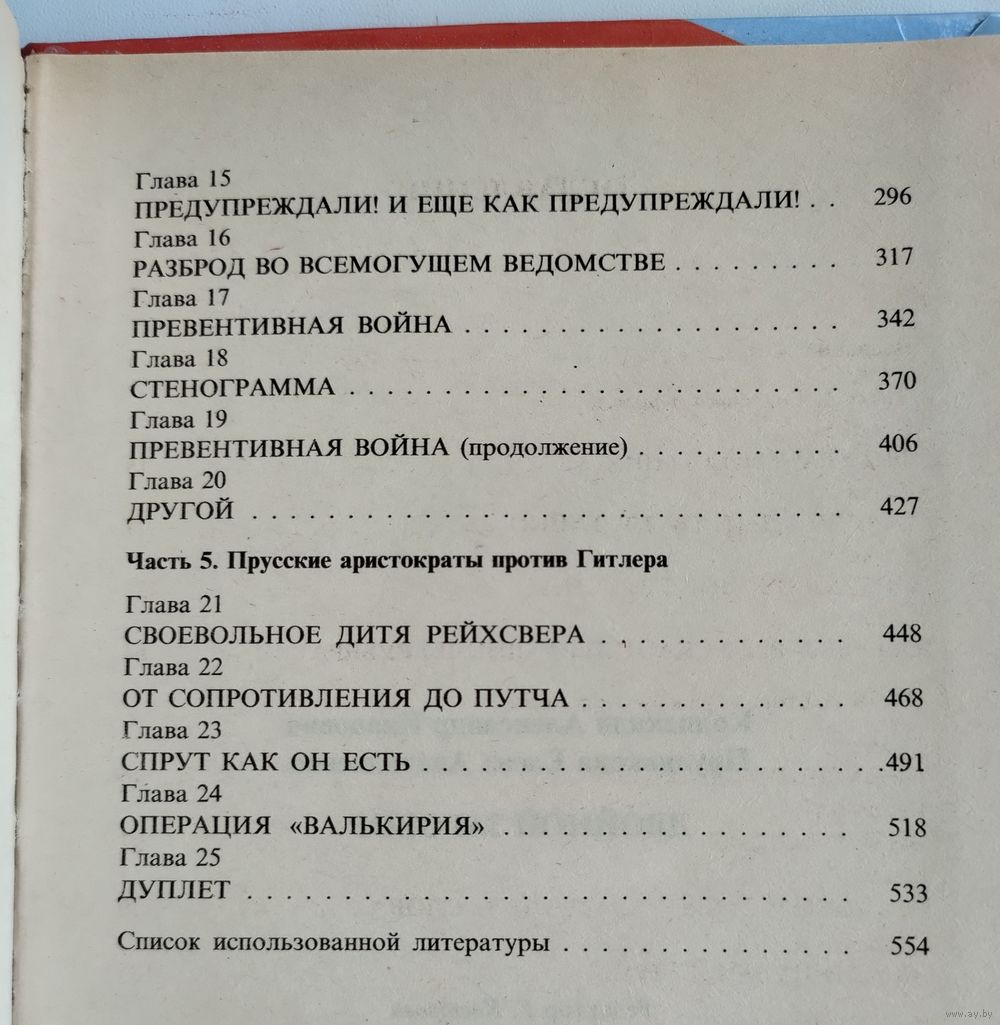 Глава 15
ПРЕДУПРЕЖДАЛИ! И ЕЩЕ КАК ПРЕДУПРЕЖДАЛИ! . . 296
Глава 16
РАЗБРОД ВО ВСЕМОГУЩЕМ ВЕДОМСТВЕ . . . . . . . . . 317
Глава 17
ПРЕВЕНТИВНАЯ ВОЙНА . . . . . . . . . . . . . . . . . . . . 342
Глава 18
СТЕНОГРАММА . . . . . . . . . . . . . . . . . . . . . . . . . . 370
Глава 19
ПРЕВЕНТИВНАЯ ВОЙНА (продолжение) . . . . . . . . . . . 406
Глава 20
ДРУГОЙ . . . . . . . . . . . . . . . . . . . . . . . . . . . . . . . 427
Часть 5. Прусские аристократы против Гитлера
Глава 21
СВОЕВОЛЬНОЕ ДИТЯ РЕЙХСВЕРА . . . . . . . . . . . . . 448
Глава 22
ОТ СОПРОТИВЛЕНИЯ ДО ПУТЧА . . . . . . . . . . . . . . 468
Глава 23
СПРУТ КАК ОН ЕСТЬ . . . . . . . . . . . . . . . . . . . . . . . .491
Глава 24
ОПЕРАЦИЯ «ВАЛЬКИРИЯ» . . . . . . . . . . . . . . . . . . 518
Глава 25
ДУПЛЕТ . . . . . . . . . . . . . . . . . . . . . . . . . . . . . . . 533
Список использованной литературы . . . . . . . . . . . . . . . 554
www.ay.by